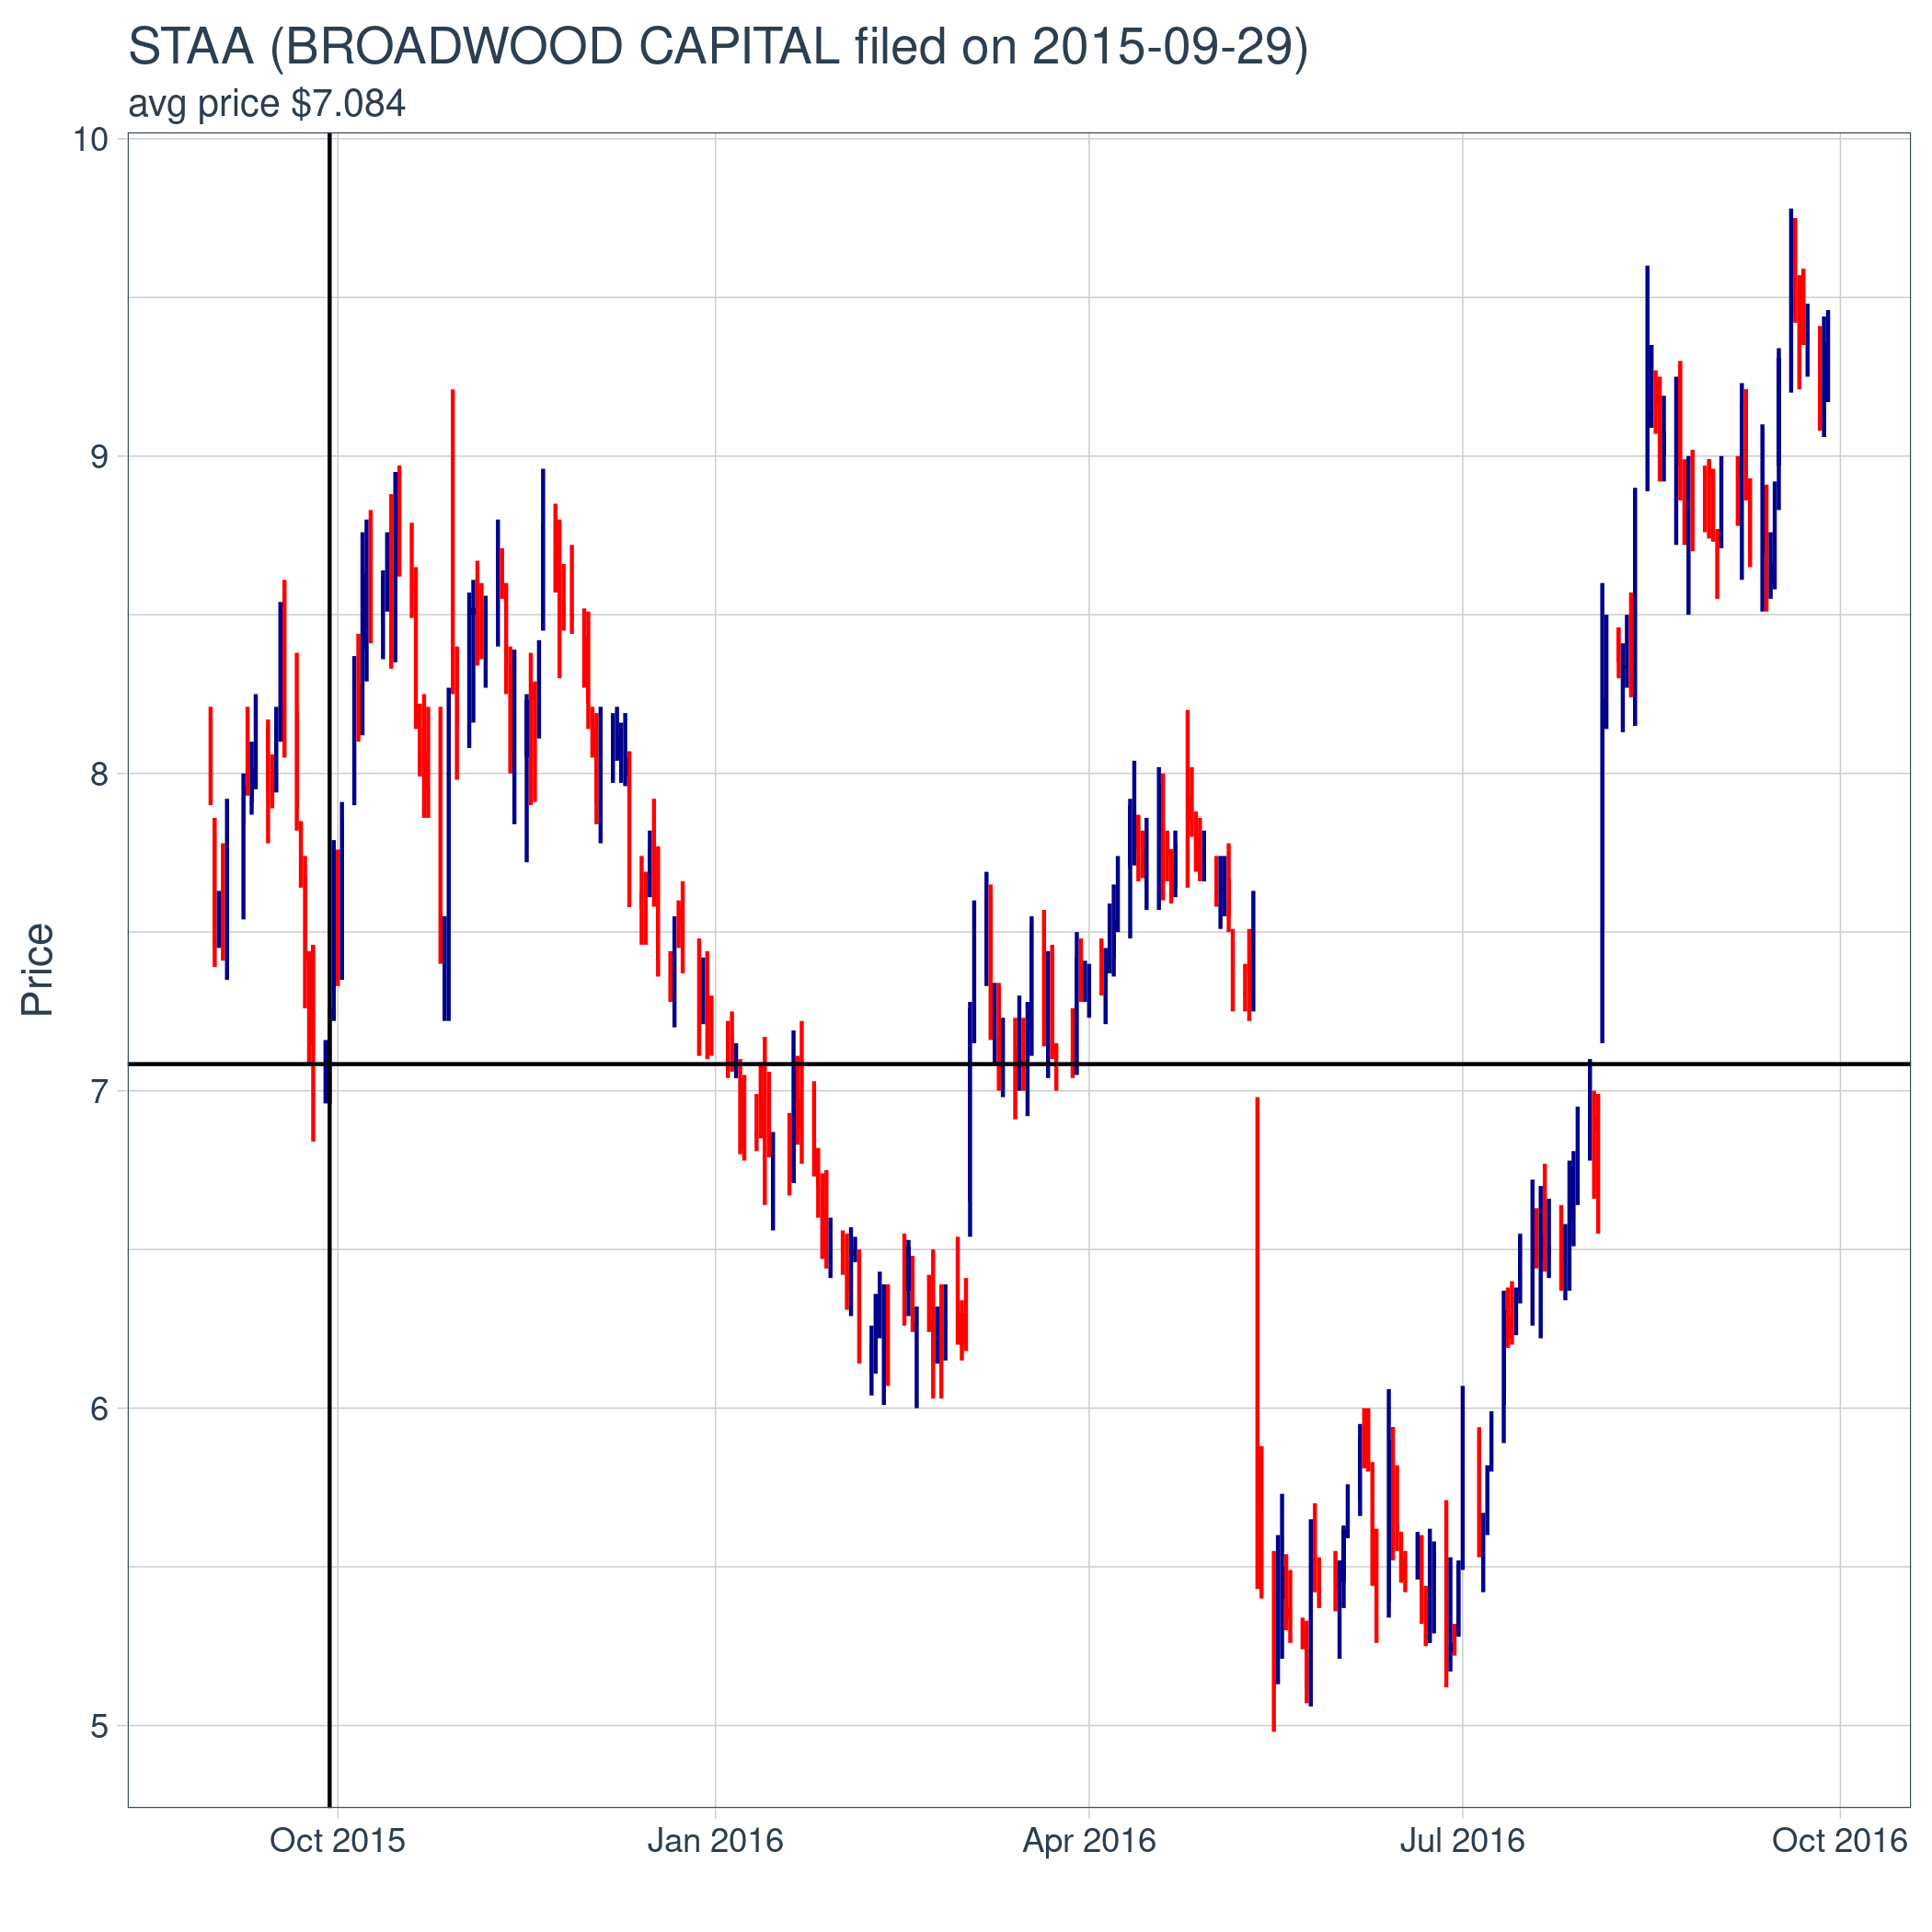 STAA (BROADWOOD CAPITAL filed on 2015-09-29)
avg price $7.084
10
9
8
7
6
5
Price
Oct 2015
Jan 2016
Apr 2016
Jul 2016
Oct 2016